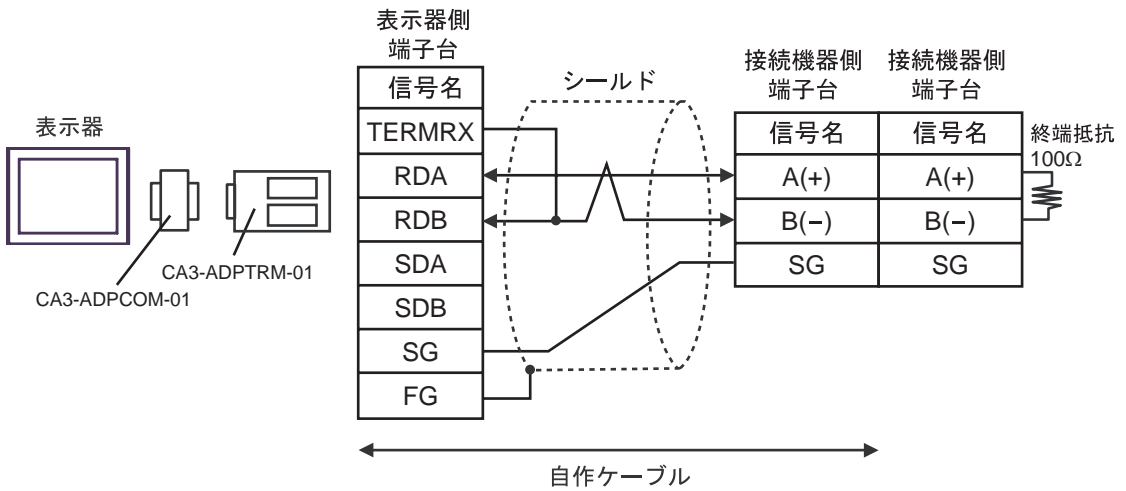 表示器
CA3-ADPCOM-01
CA3-ADPTRM-01
表示器側
端子台
信号名
TERMRX
RDA
RDB
SDA
SDB
SG
FG
シールド
接続機器側
端子台
信号名
A(+)
B(−)
SG
接続機器側
端子台
信号名
A(+)
B(−)
SG
終端抵抗
100Ω
自作ケーブル